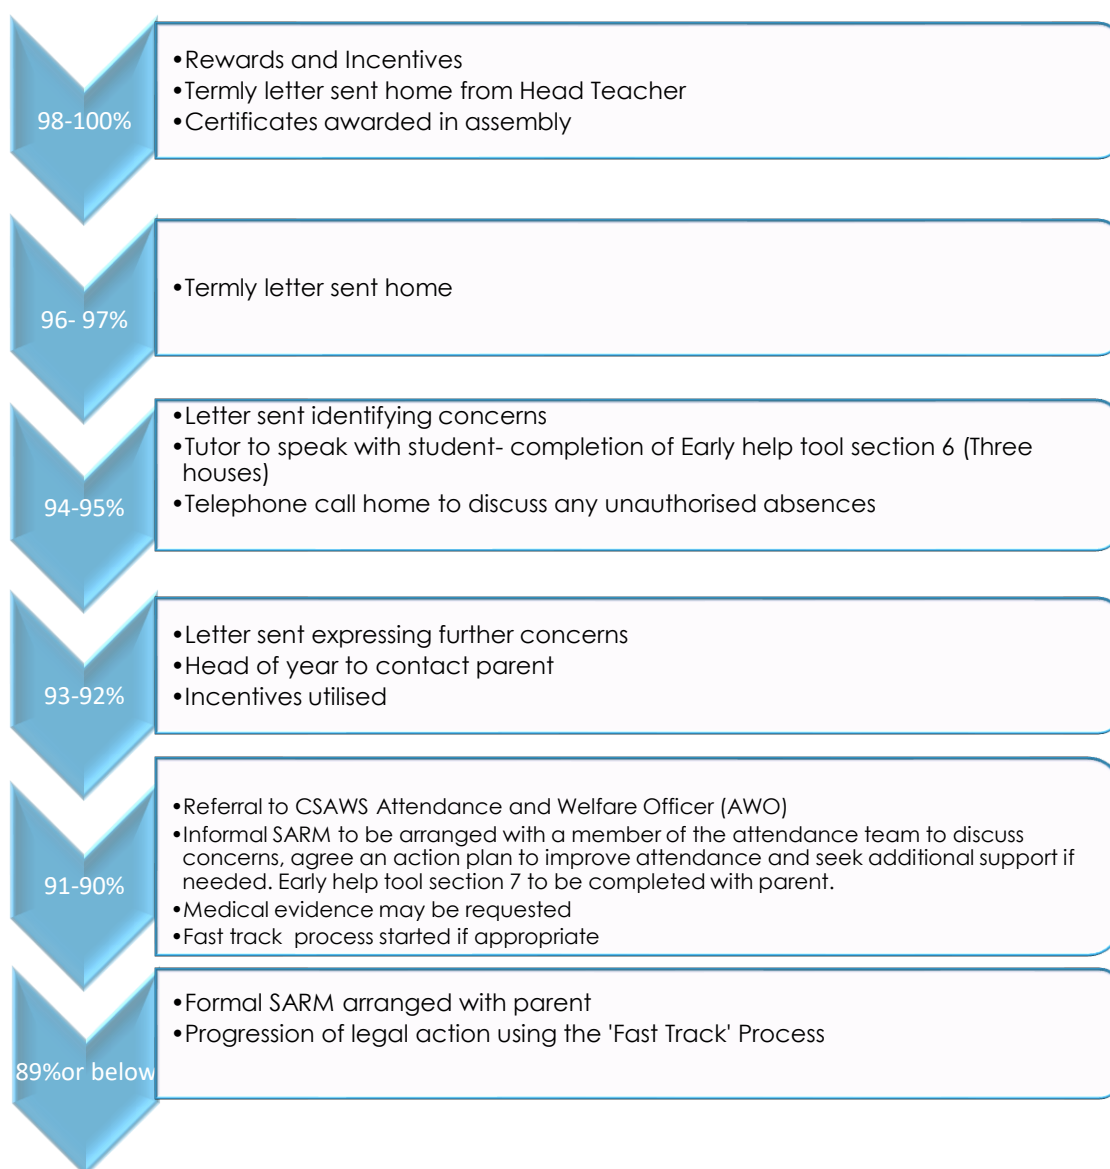 98-100%
•Rewards and Incentives
•Termly letter sent home from Head Teacher
•Certificates awarded in assembly
96- 97%
•Termly letter sent home
94-95%
•Letter sent identifying concerns
•Tutor to speak with student- completion of Early help tool section 6 (Three
houses)
•Telephone call home to discuss any unauthorised absences
93-92%
•Letter sent expressing further concerns
•Head of year to contact parent
•Incentives utilised
91-90%
•Referral to CSAWS Attendance and Welfare Officer (AWO)
•Informal SARM to be arranged with a member of the attendance team to discuss
concerns, agree an action plan to improve attendance and seek additional support if
needed. Early help tool section 7 to be completed with parent.
•Medical evidence may be requested
•Fast track  process started if appropriate
89%or below
•Formal SARM arranged with parent
•Progression of legal action using the 'Fast Track' Process